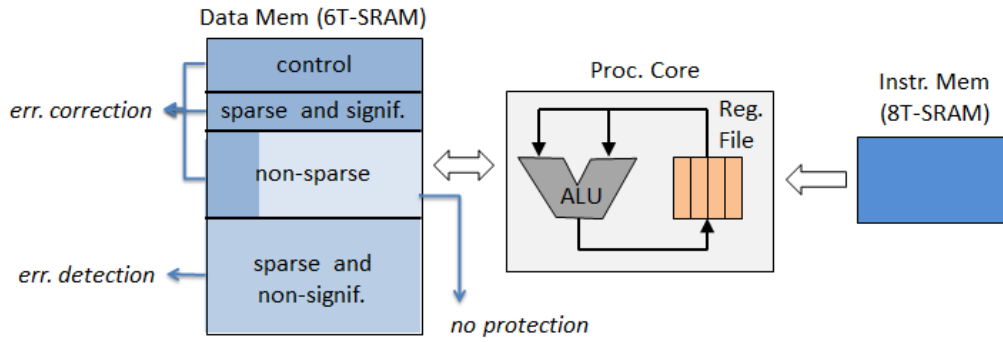 Data Mem (6T-SRAM)
control
err. correction
sparse and signif.
non-sparse
err. detection
sparse and
non-signif.
no protection
Proc. Core
Reg.
File
ALU
Instr. Mem
(8T-SRAM)